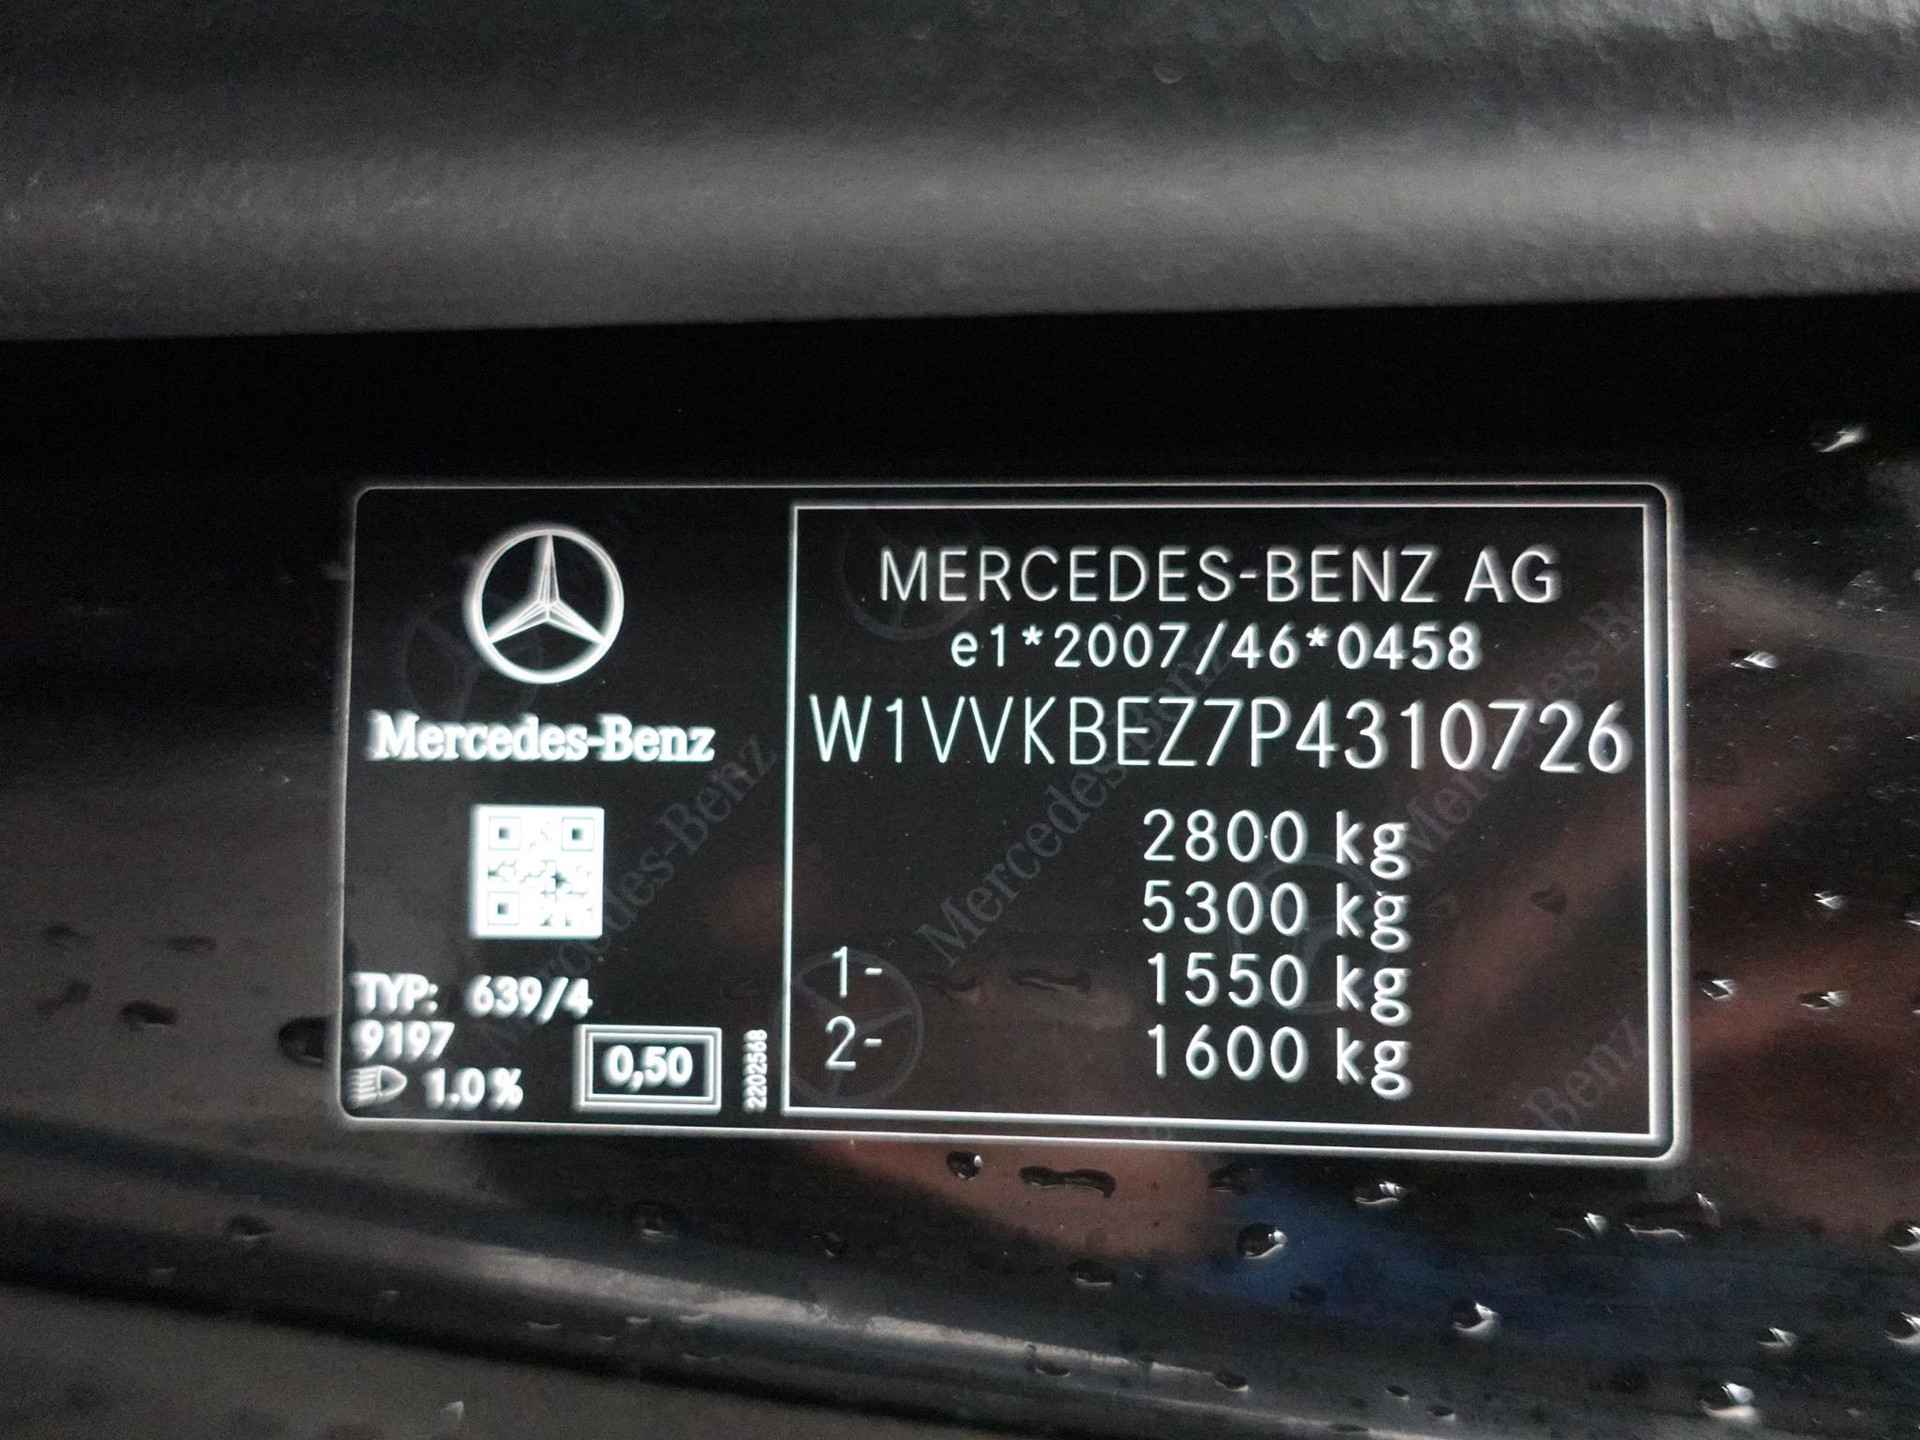 Mercedes-Benz
TYP: 639/4
9197
1.0%
0,50
2202568
MERCEDES-BENZ AG
e1*2007/46*0458
W1VVKBEZ7P4310726
2800 kg
5300 kg
1- 1550 kg
2- 1600 kg